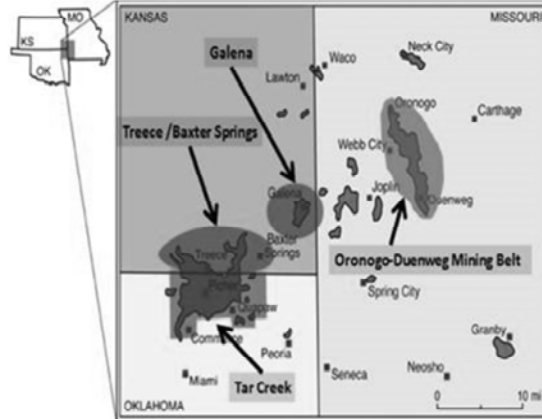 MO
KS
OK
KANSAS
MISSOURI
Galena
Waco
Neck City
Lawton
Treece /Baxter Springs
Oronogo
Carthage
Webb City
Galena
Joplin
Duenweg
Treece
Baxter
Springs
Oronogo-Duenweg Mining Belt
Picher
Spring City
Quapaw
Commerce
Granby
Peoria
Tar Creek
Miami
Seneca
Neosho
OKLAHOMA
0
10 mi